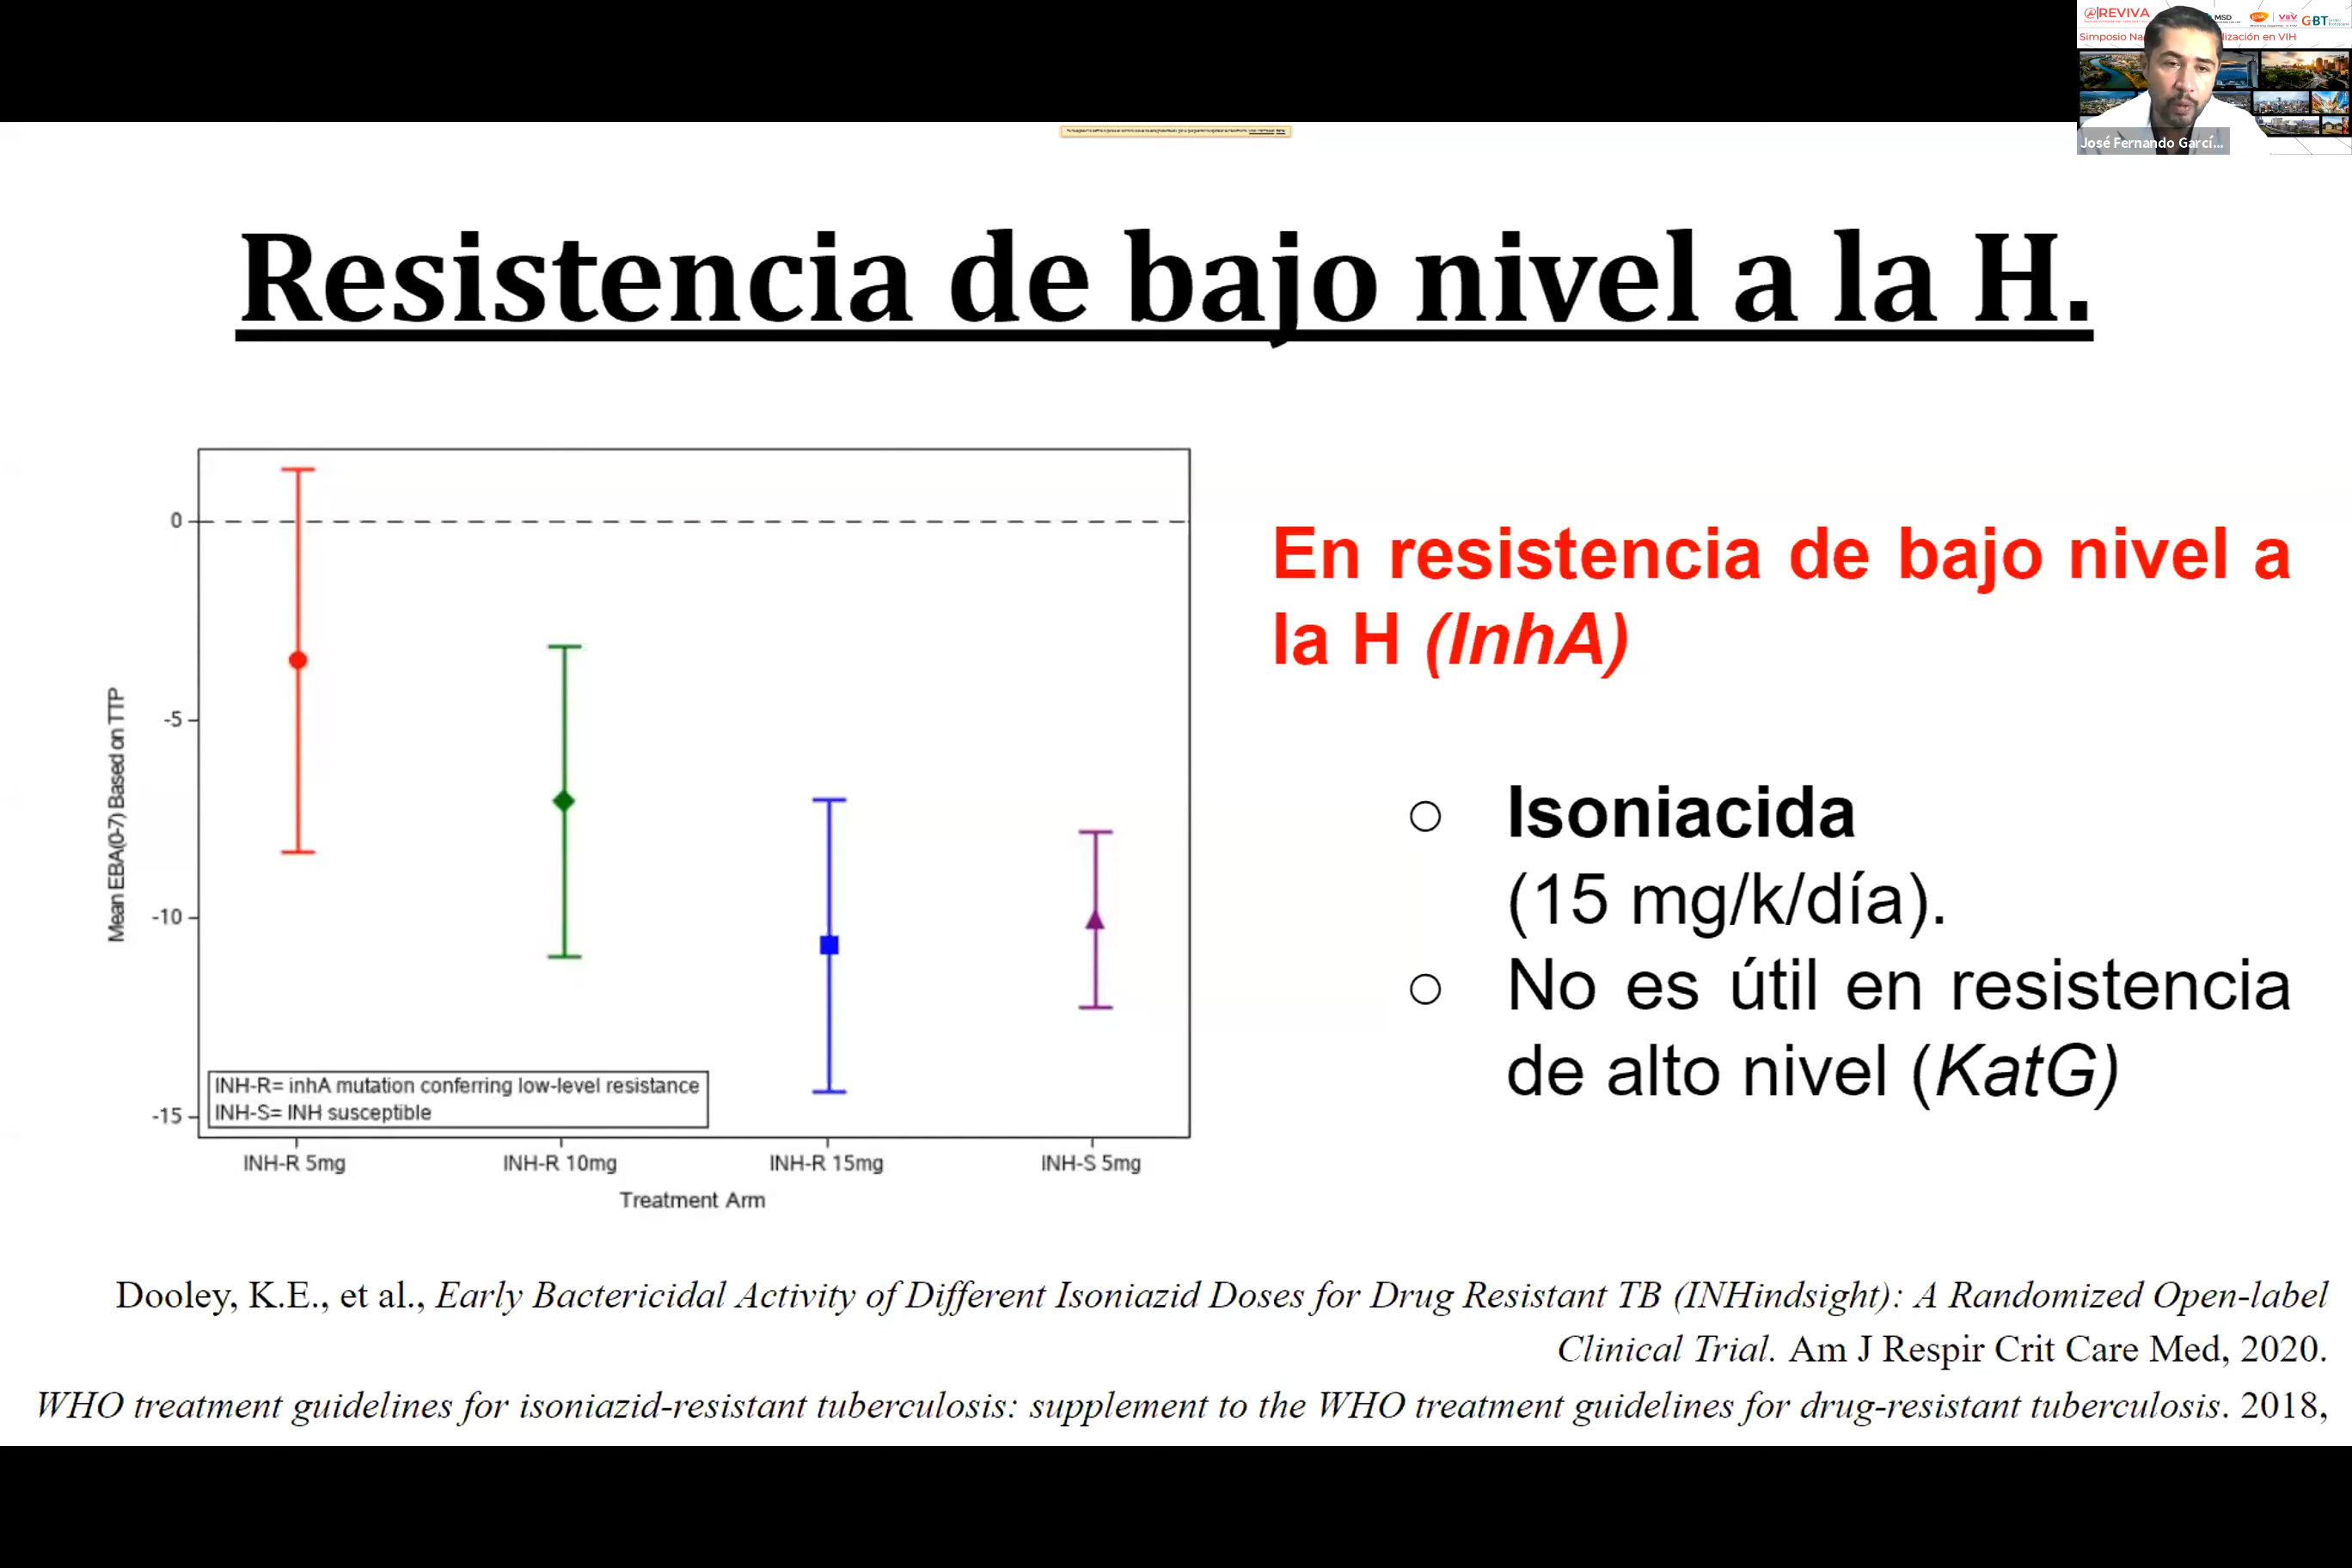 REVIVA
MSD
gsk
ViiV
G-BT
Simposio Na
lización en VIH
José Fernando Garcí...
Resistencia de bajo nivel a la H.
0
-5
-10
-15
Mean EBA(0-7) Based on TTP
INH-R= inhA mutation conferring low-level resistance
INH-S= INH susceptible
INH-R 5mg
INH-R 10mg
INH-R 15mg
INH-S 5mg
Treatment Arm
En resistencia de bajo nivel a
la H (InhA)
○ Isoniacida
(15 mg/k/día).
○ No es útil en resistencia
de alto nivel (KatG)
Dooley, K.E., et al., Early Bactericidal Activity of Different Isoniazid Doses for Drug Resistant TB (INHindsight): A Randomized Open-label
Clinical Trial. Am J Respir Crit Care Med, 2020.
WHO treatment guidelines for isoniazid-resistant tuberculosis: supplement to the WHO treatment guidelines for drug-resistant tuberculosis. 2018,